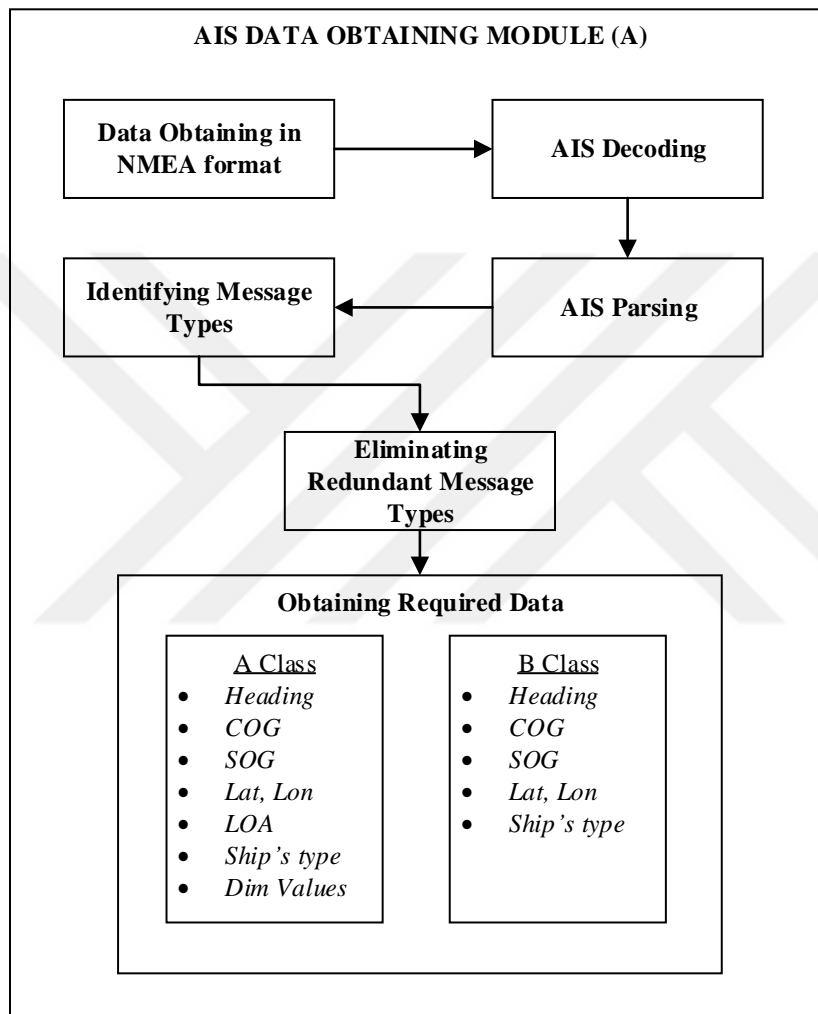 AIS DATA OBTAINING MODULE (A)
Data Obtaining in
NMEA format
AIS Decoding
Identifying Message
Types
AIS Parsing
Eliminating
Redundant Message
Types
Obtaining Required Data
A Class
• Heading
• COG
• SOG
• Lat, Lon
• LOA
• Ship’s type
• Dim Values
B Class
• Heading
• COG
• SOG
• Lat, Lon
• Ship’s type